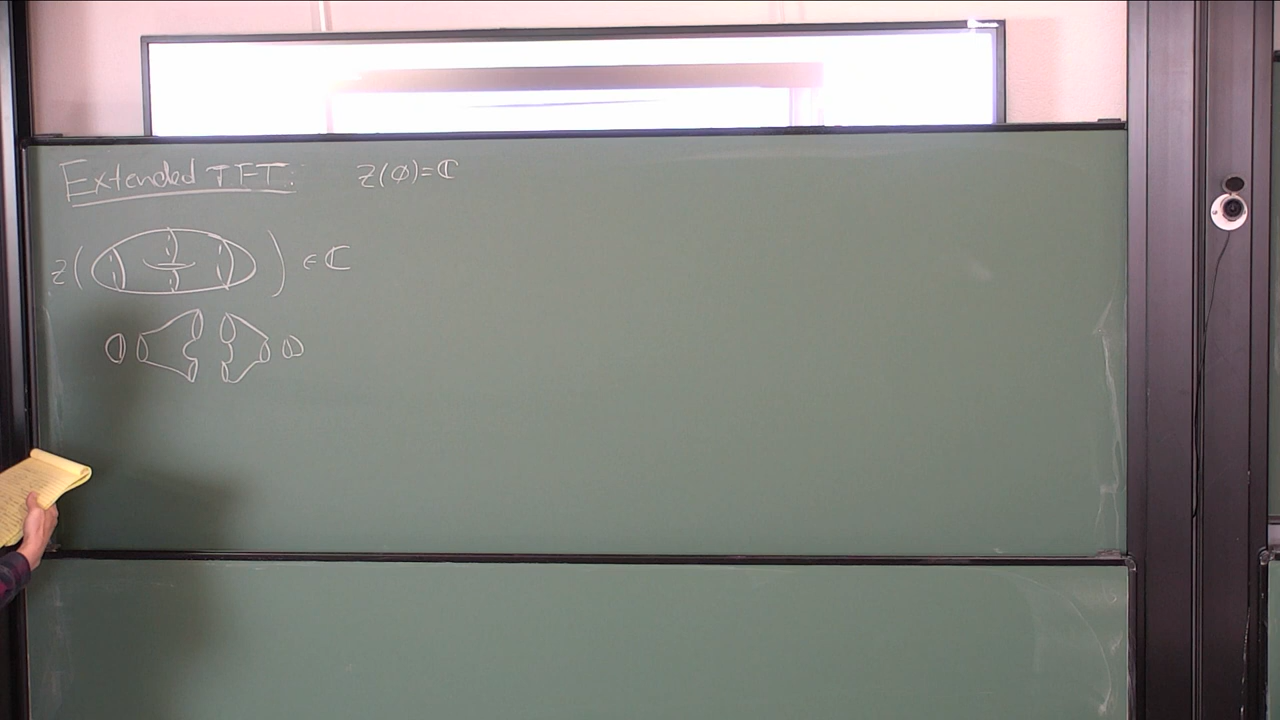 Extended TFT: Z(∅)=ℂ
Z( ) ∈ ℂ